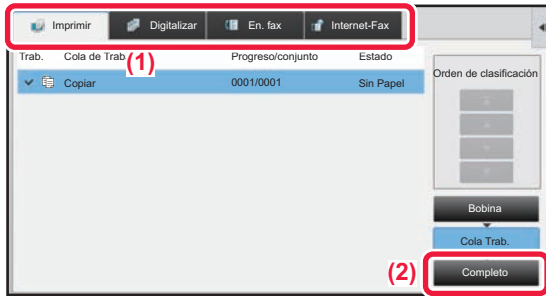 Imprimir Digitalizar En. fax Internet-Fax
Trab. Cola de Trab. Progreso/conjunto Estado
(1)
Copiar 0001/0001 Sin Papel
Orden de clasificación
Bobina
Cola Trab.
(2) Completo